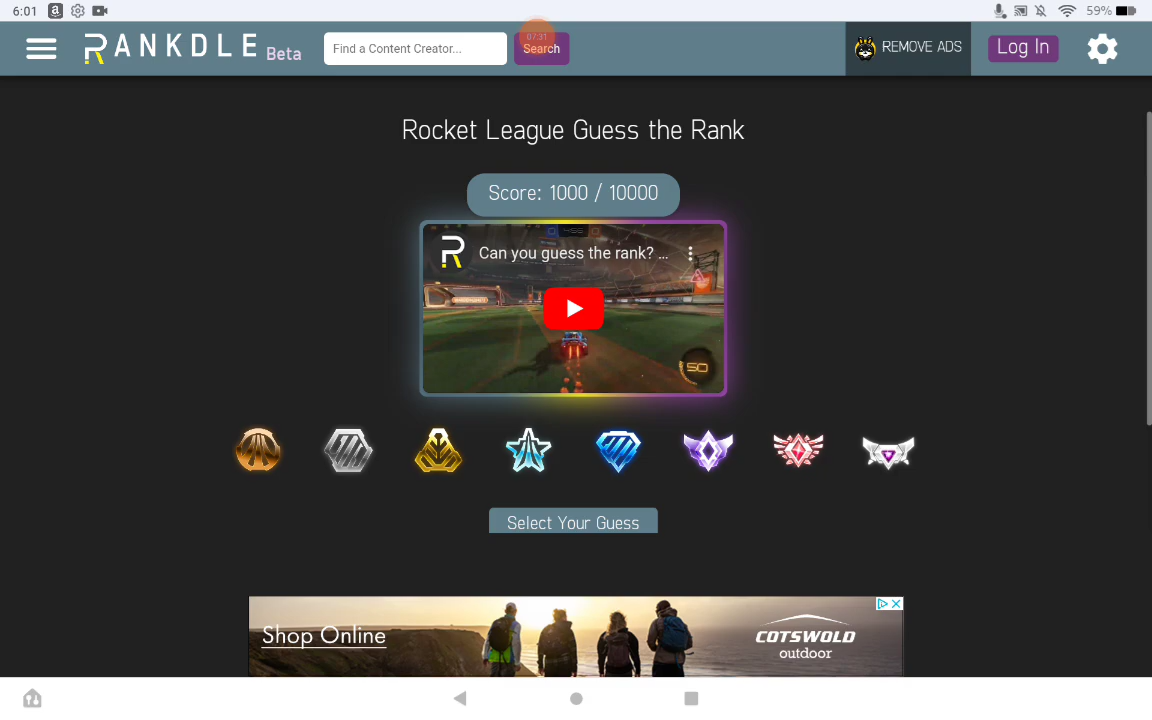 6:01
59%
RANKDLE Beta
Find a Content Creator...
07:31
Search
REMOVE ADS
Log In
Rocket League Guess the Rank
Score: 1000 / 10000
Can you guess the rank? ...
50
Select Your Guess
Shop Online
COTSWOLD
outdoor